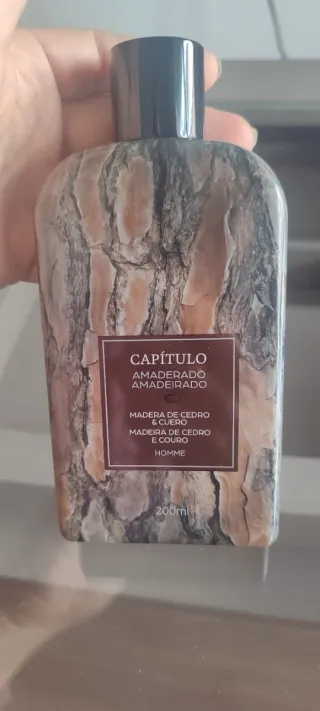 CAPÍTULO
AMADERADO
AMADEIRADO
MADERA DE CEDRO
& CUERO
MADEIRA DE CEDRO
E COURO
HOMME
200ml